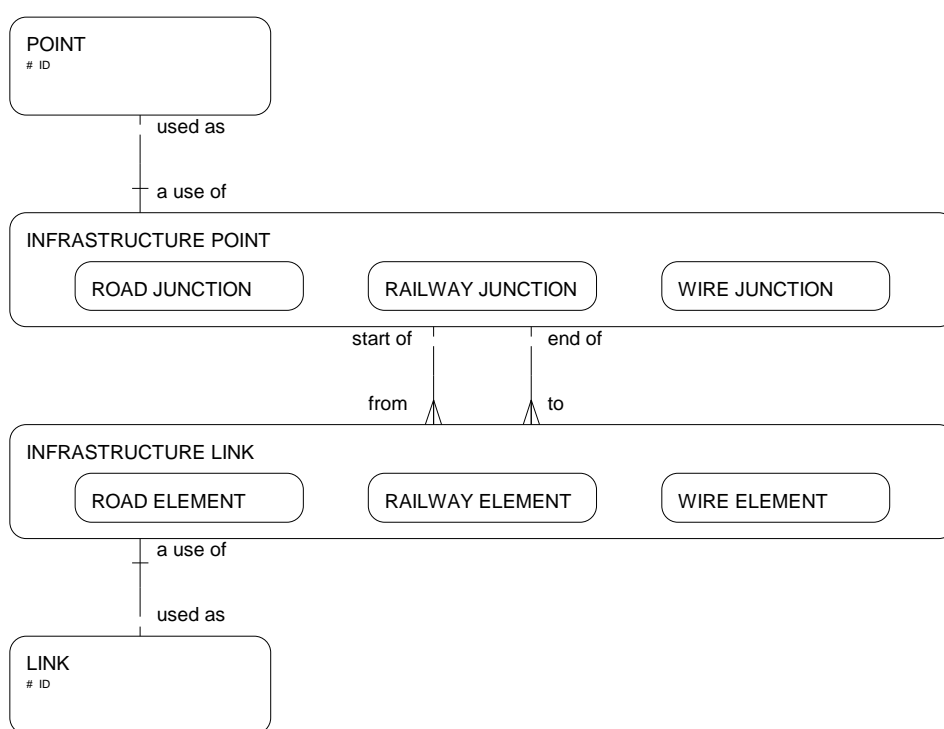 POINT
# ID
used as
a use of
INFRASTRUCTURE POINT
ROAD JUNCTION
RAILWAY JUNCTION
WIRE JUNCTION
start of
end of
from
to
INFRASTRUCTURE LINK
ROAD ELEMENT
RAILWAY ELEMENT
WIRE ELEMENT
a use of
used as
LINK
# ID